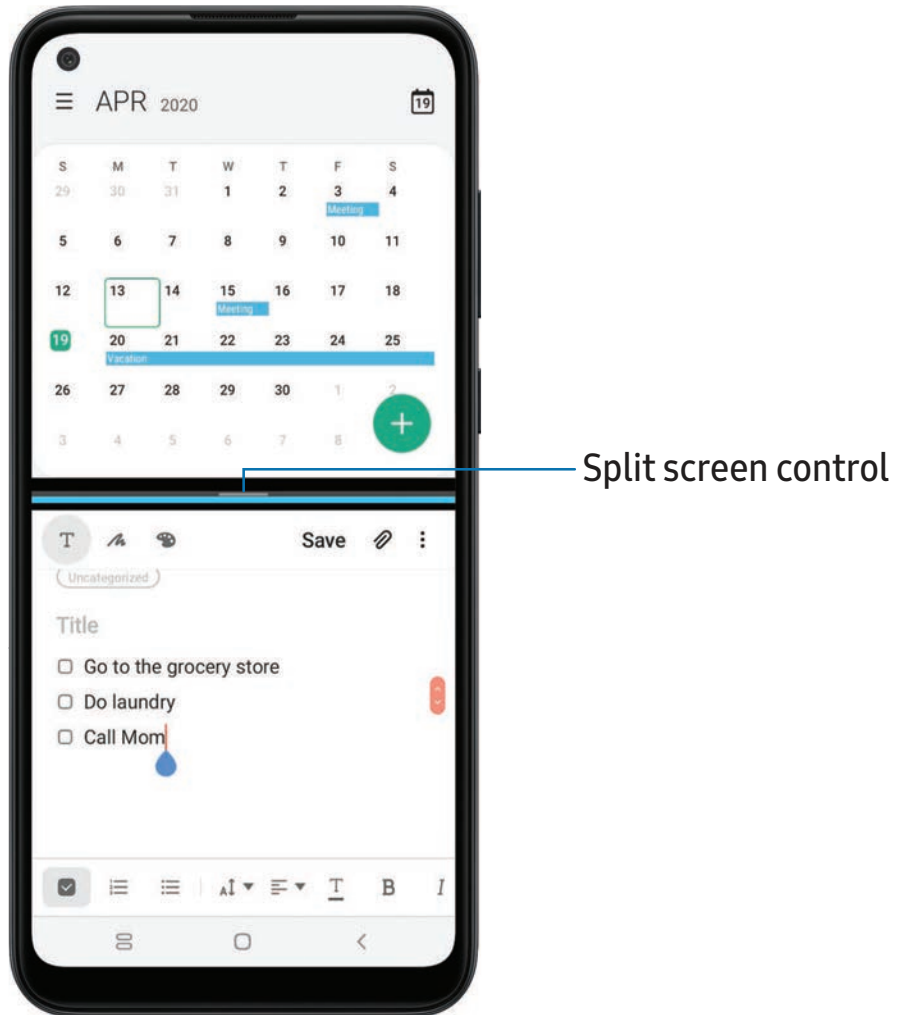 APR 2020
19
S M T W T F S
29 30 31 1 2 3 4
Meeting
5 6 7 8 9 10 11
12 13 14 15 16 17 18
Meeting
19 20 21 22 23 24 25
Vacation
26 27 28 29 30 1 2
3 4 5 6 7 8
Split screen control
T Save
Uncategorized
Title
Go to the grocery store
Do laundry
Call Mom
A T B I